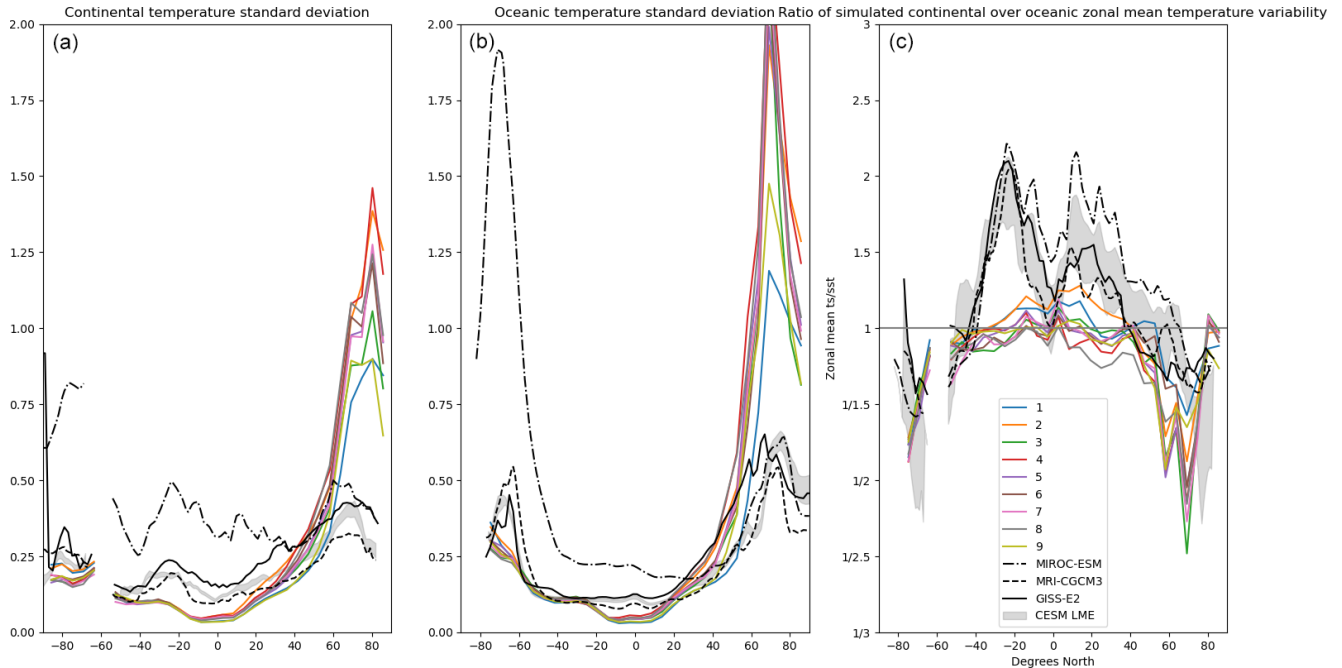 Continental temperature standard deviation
Oceanic temperature standard deviation
Ratio of simulated continental over oceanic zonal mean temperature variability
(a)
2.00
1.75
1.50
1.25
1.00
0.75
0.50
0.25
0.00
−80 −60 −40 −20 0 20 40 60 80
(b)
2.00
1.75
1.50
1.25
1.00
0.75
0.50
0.25
0.00
−80 −60 −40 −20 0 20 40 60 80
(c)
Zonal mean ts/sst
3
2.5
2
1.5
1
1/1.5
1/2
1/2.5
1/3
1
2
3
4
5
6
7
8
9
MIROC-ESM
MRI-CGCM3
GISS-E2
CESM LME
−80 −60 −40 −20 0 20 40 60 80
Degrees North